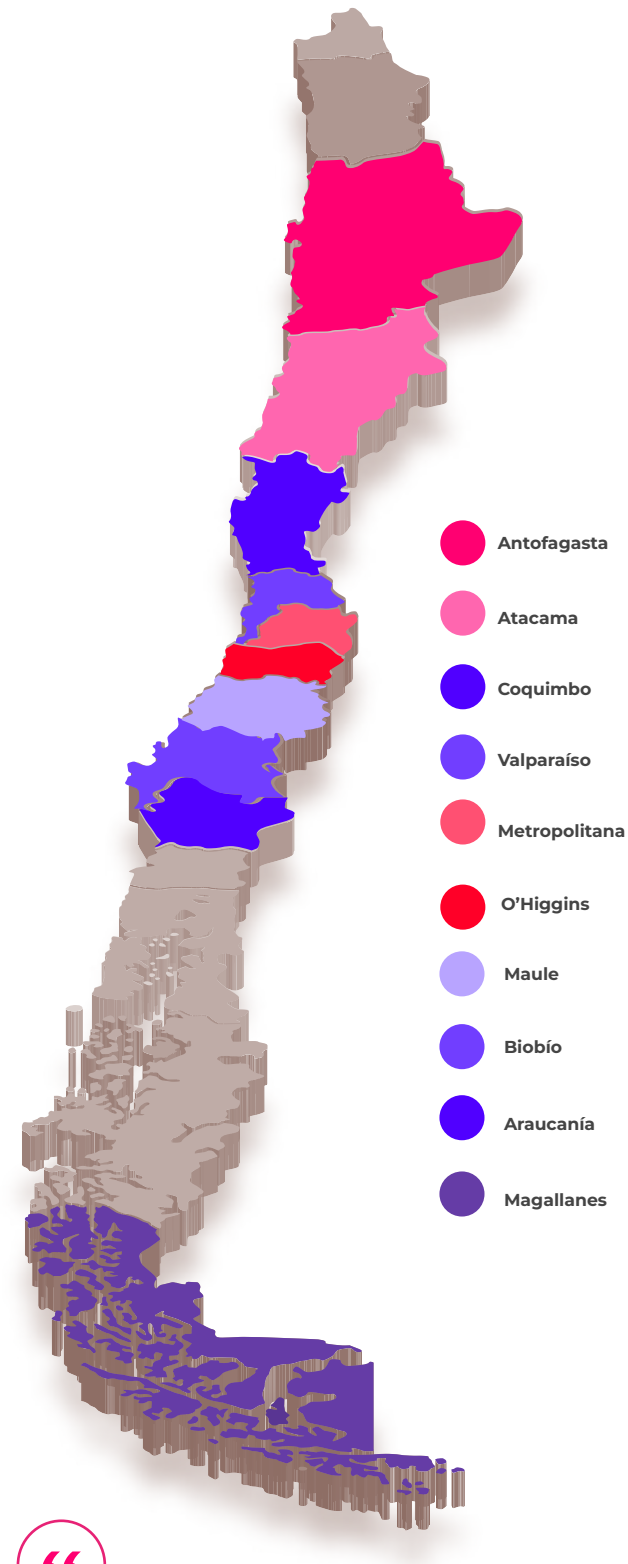 Antofagasta
Atacama
Coquimbo
Valparaíso
Metropolitana
O’Higgins
Maule
Biobío
Araucanía
Magallanes
“